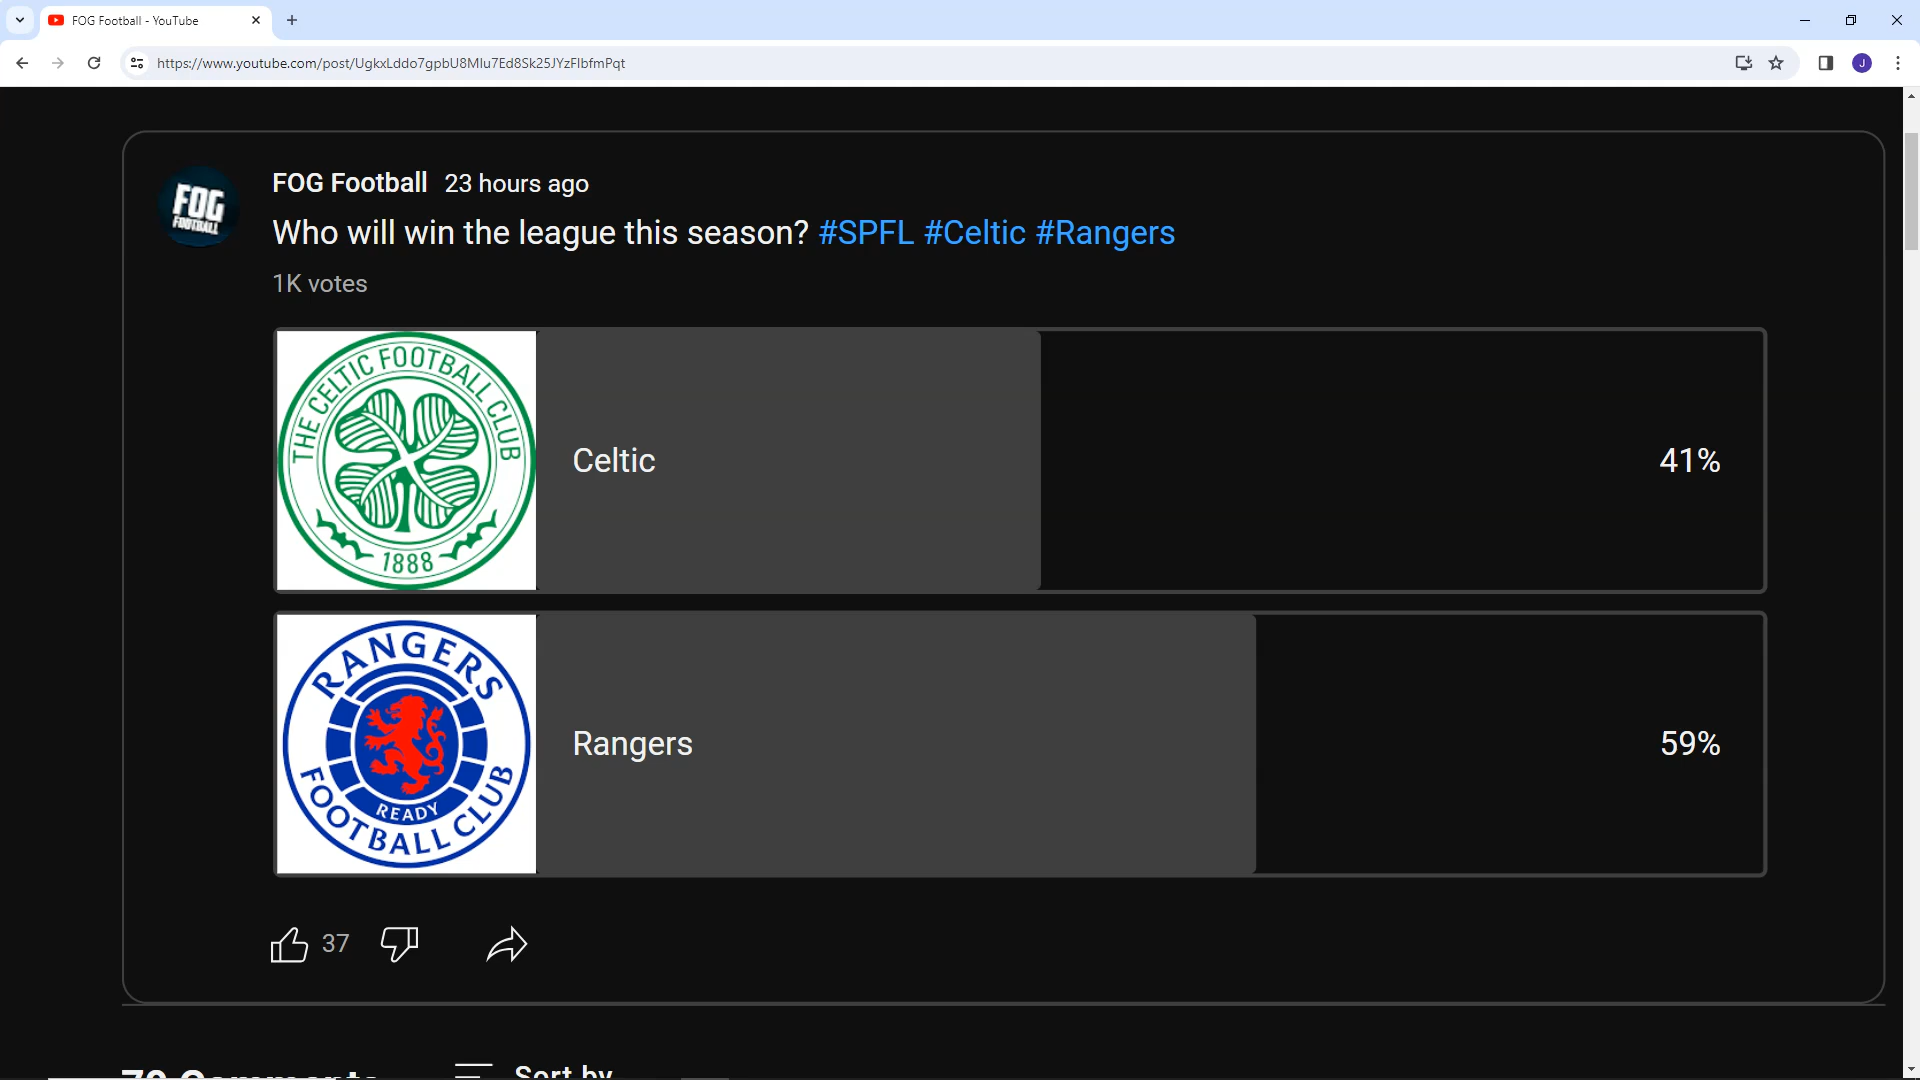 FOG Football - YouTube
https://www.youtube.com/post/UgkxLddo7gpbU8Mlu7Ed8Sk25JYzFlbfmPqt
J
FOG FOOTBALL
FOG Football 23 hours ago
Who will win the league this season? #SPFL #Celtic #Rangers
1K votes
THE CELTIC FOOTBALL CLUB
1888
Celtic
41%
RANGERS
READY
FOOTBALL CLUB
Rangers
59%
37
Comments Sort by